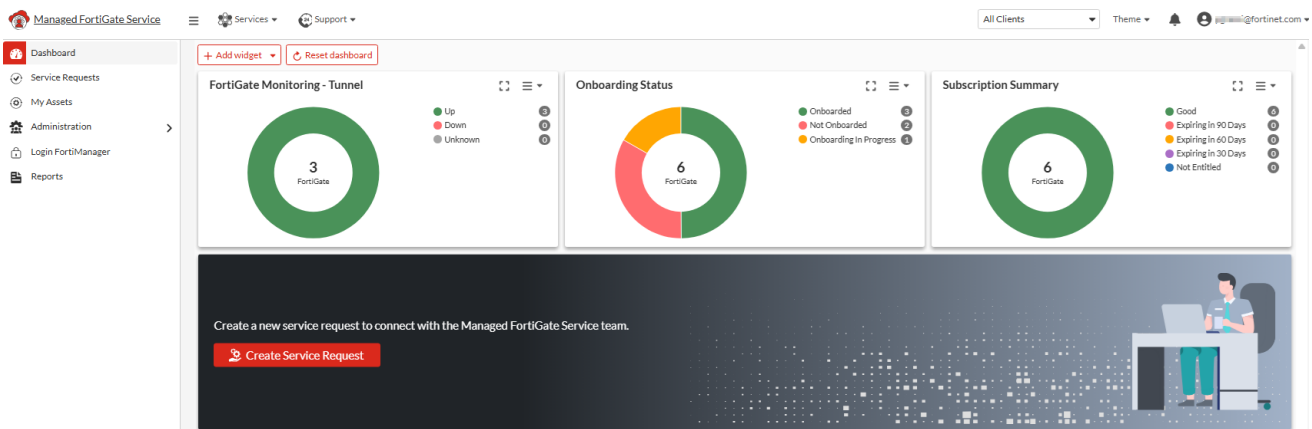 Managed FortiGate Service
Services
Support
All Clients
Theme
@fortinet.com
Dashboard
Service Requests
My Assets
Administration
Login FortiManager
Reports
+ Add widget
Reset dashboard
FortiGate Monitoring - Tunnel
3
FortiGate
Up 3
Down 0
Unknown 0
Onboarding Status
6
FortiGate
Onboarded 3
Not Onboarded 2
Onboarding In Progress 1
Subscription Summary
6
FortiGate
Good 6
Expiring in 90 Days 0
Expiring in 60 Days 0
Expiring in 30 Days 0
Not Entitled 0
Create a new service request to connect with the Managed FortiGate Service team.
Create Service Request